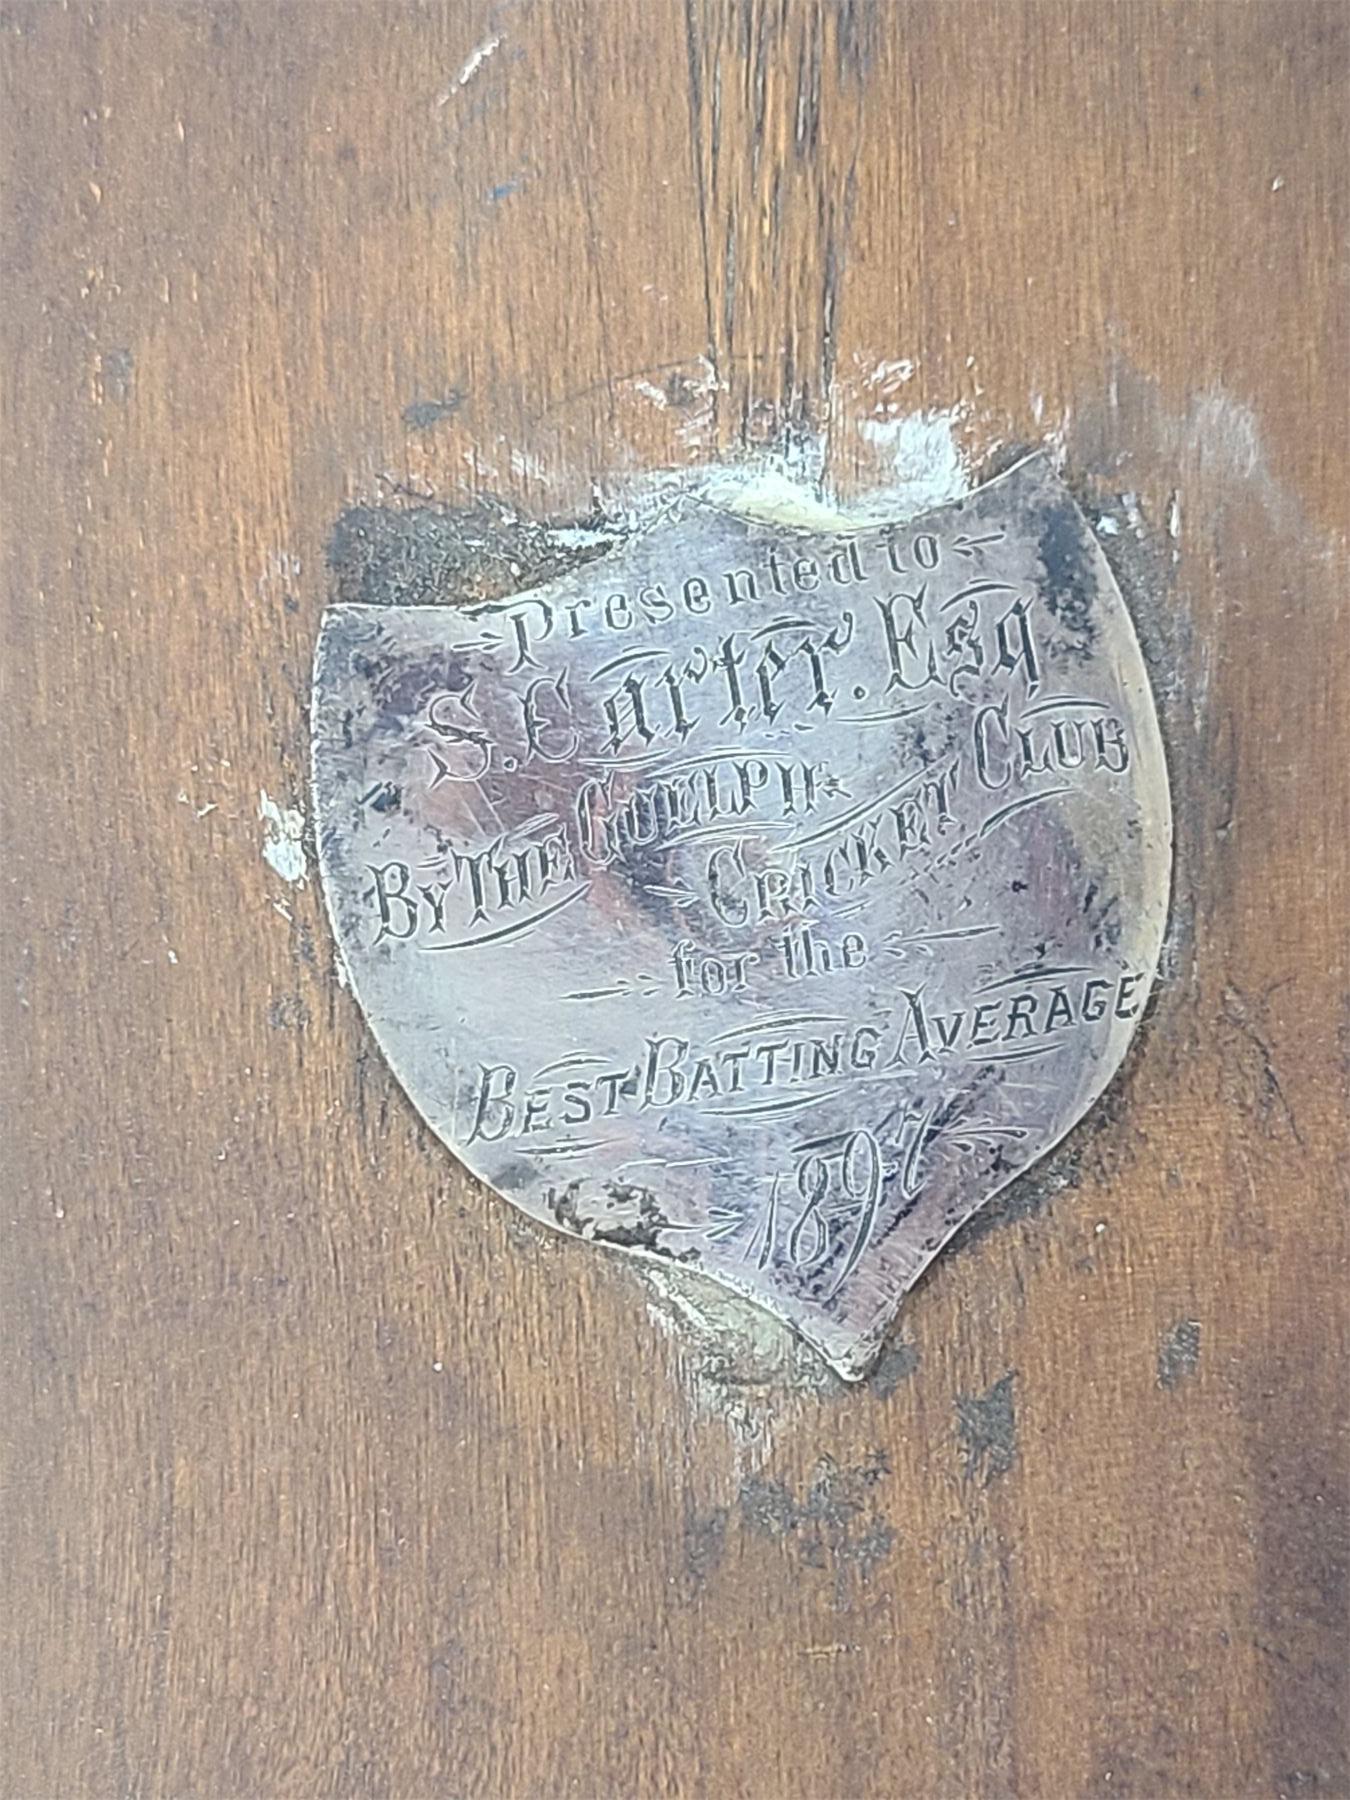 Presented to
S. Carter. Esq
BY THE GUELPH
CRICKET CLUB
for the
BEST BATTING AVERAGE
1897